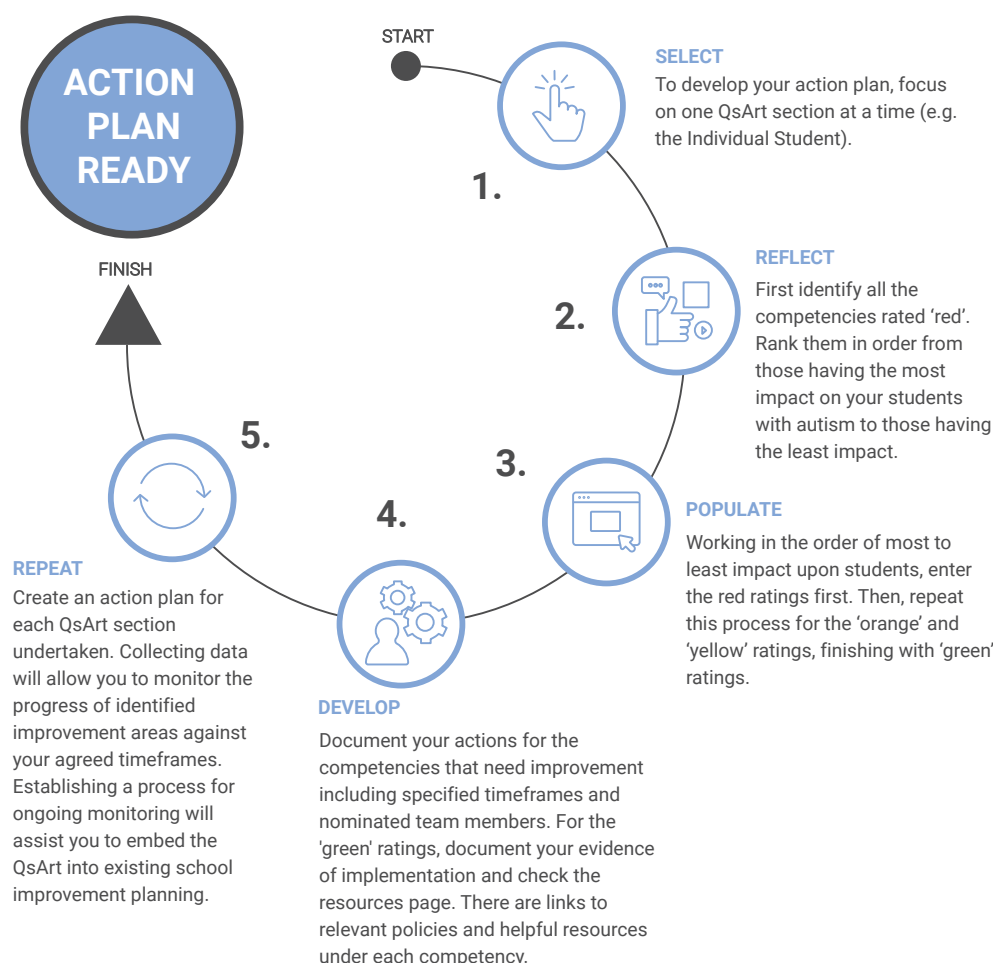 ACTION
PLAN
READY
FINISH
START
1.
SELECT
To develop your action plan, focus
on one QsArt section at a time (e.g.
the Individual Student).
2.
REFLECT
First identify all the
competencies rated ‘red’.
Rank them in order from
those having the most
impact on your students
with autism to those having
the least impact.
3.
POPULATE
Working in the order of most to
least impact upon students, enter
the red ratings first. Then, repeat
this process for the ‘orange’ and
‘yellow’ ratings, finishing with ‘green’
ratings.
4.
DEVELOP
Document your actions for the
competencies that need improvement
including specified timeframes and
nominated team members. For the
'green' ratings, document your evidence
of implementation and check the
resources page. There are links to
relevant policies and helpful resources
under each competency.
5.
REPEAT
Create an action plan for
each QsArt section
undertaken. Collecting data
will allow you to monitor the
progress of identified
improvement areas against
your agreed timeframes.
Establishing a process for
ongoing monitoring will
assist you to embed the
QsArt into existing school
improvement planning.